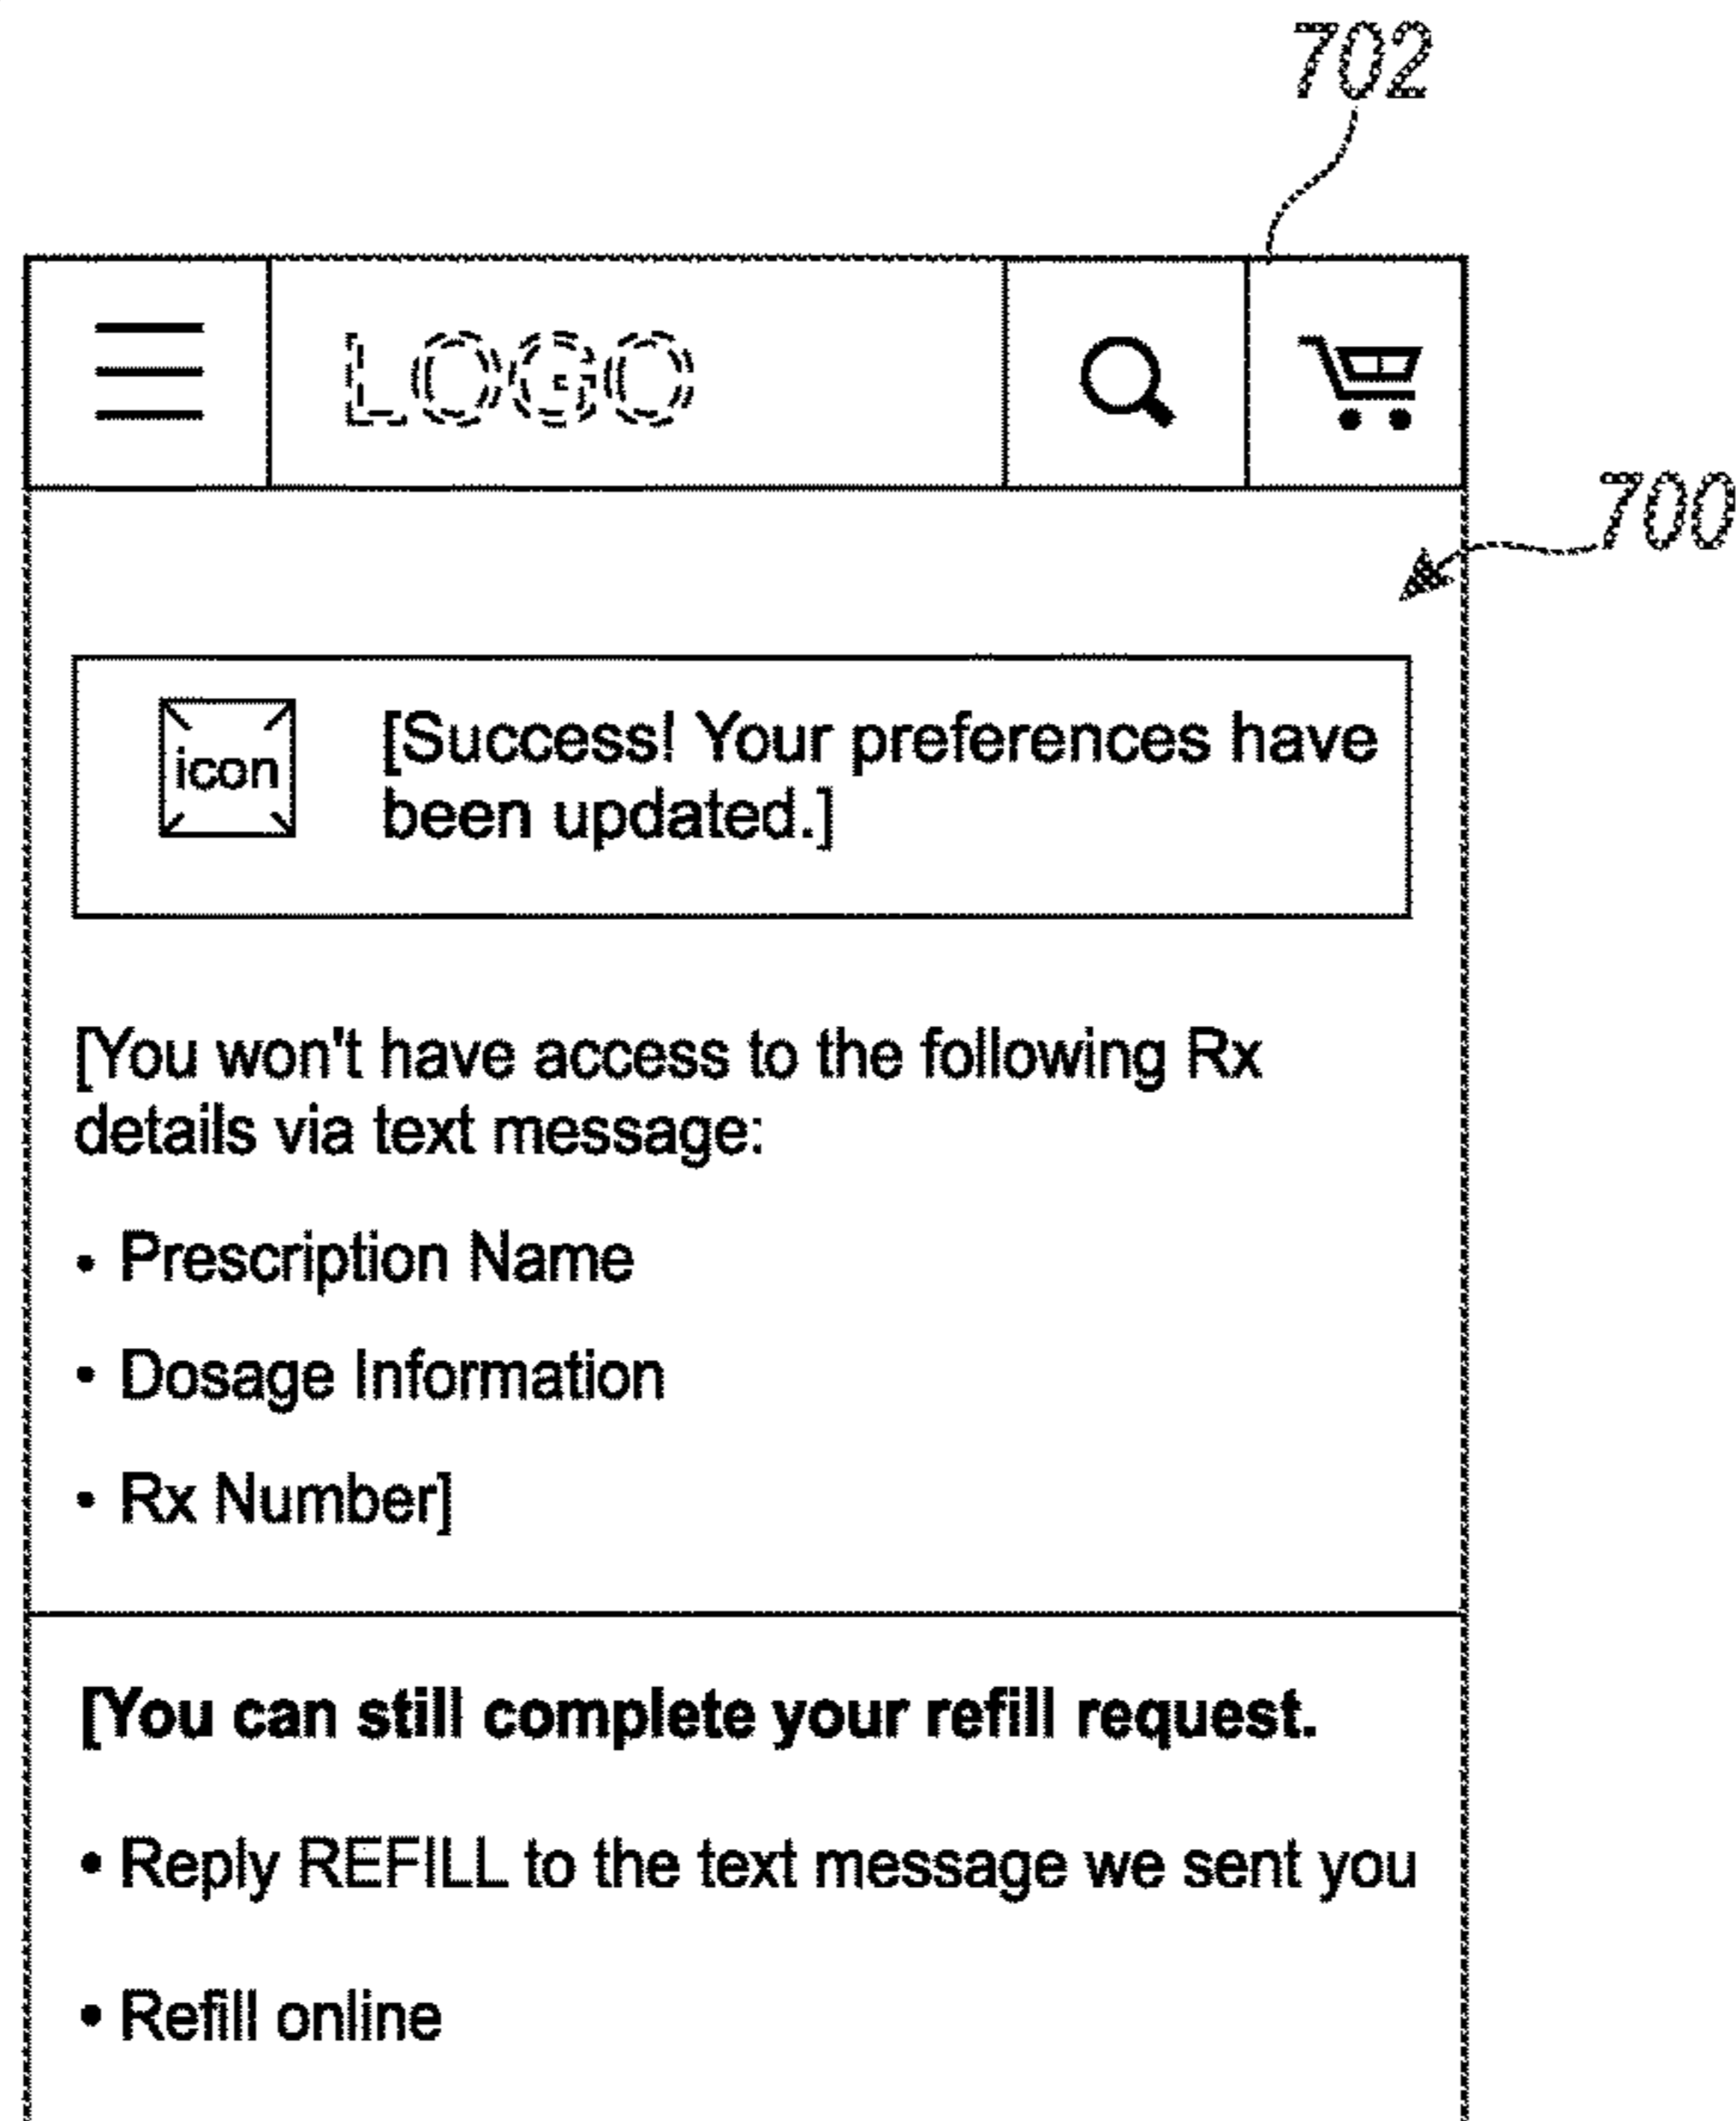 702
LOGO
700
icon
[Success! Your preferences have
been updated.]
[You won't have access to the following Rx
details via text message:
• Prescription Name
• Dosage Information
• Rx Number]
[You can still complete your refill request.
• Reply REFILL to the text message we sent you
• Refill online